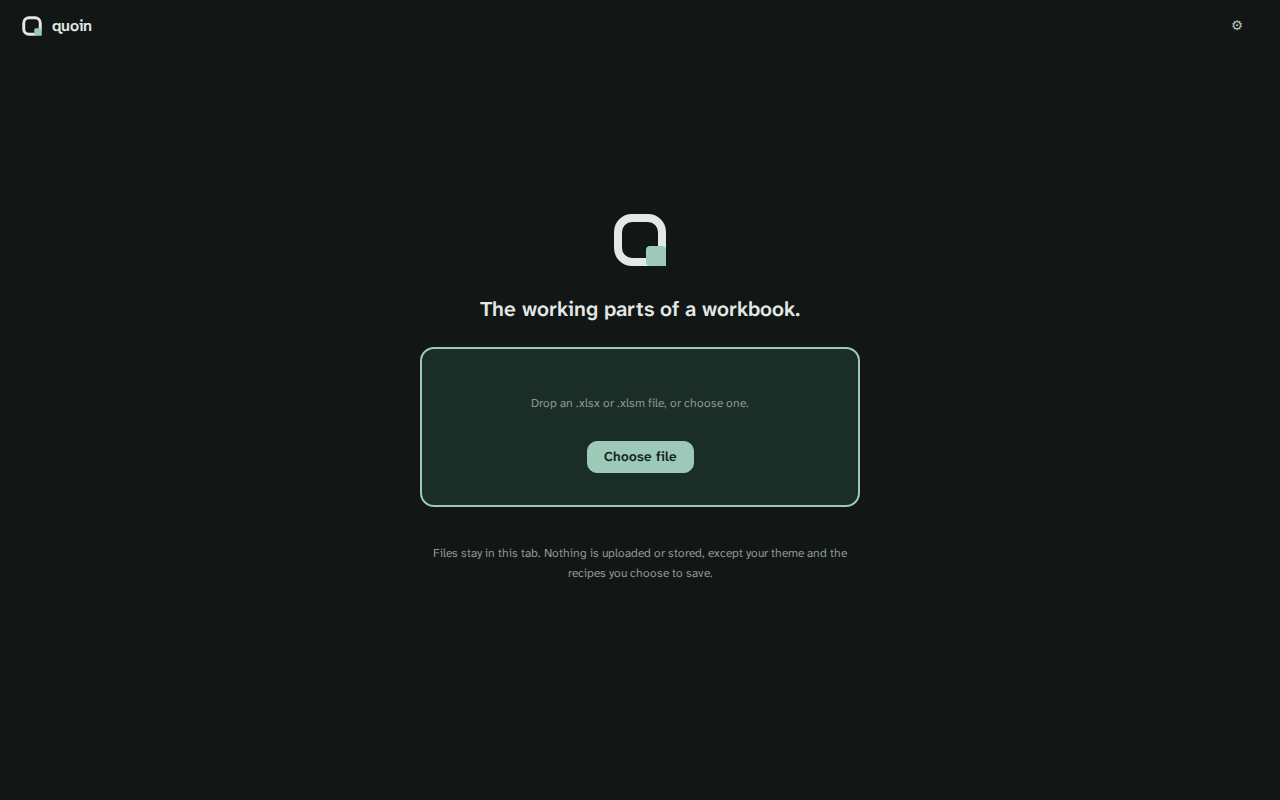 quoin
The working parts of a workbook.
Drop an .xlsx or .xlsm file, or choose one.
Choose file
Files stay in this tab. Nothing is uploaded or stored, except your theme and the
recipes you choose to save.